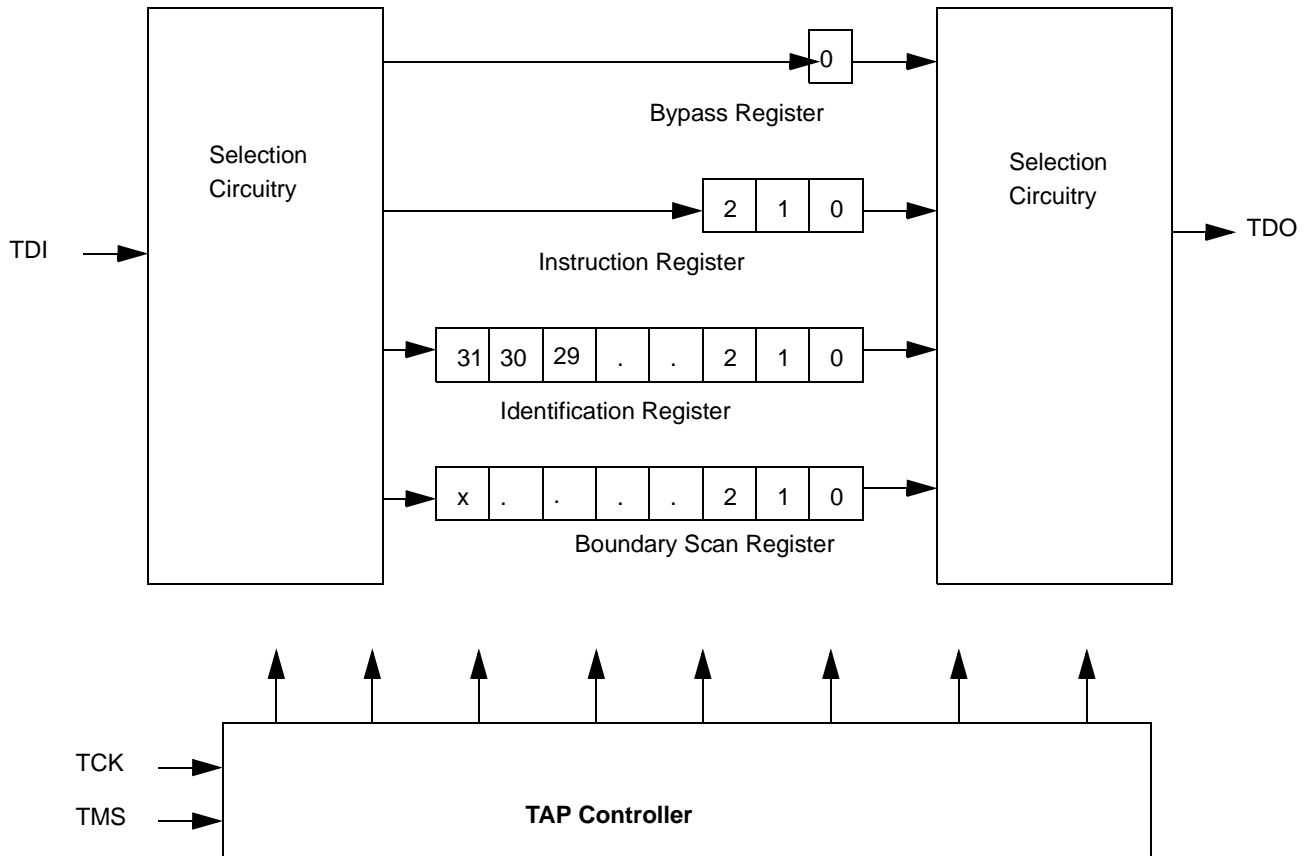 0
Bypass Register
Selection
Circuitry
Selection
Circuitry
2 1 0
TDI
TDO
Instruction Register
31 30 29 . . 2 1 0
Identification Register
x . . . . 2 1 0
Boundary Scan Register
TCK
TMS
TAP Controller